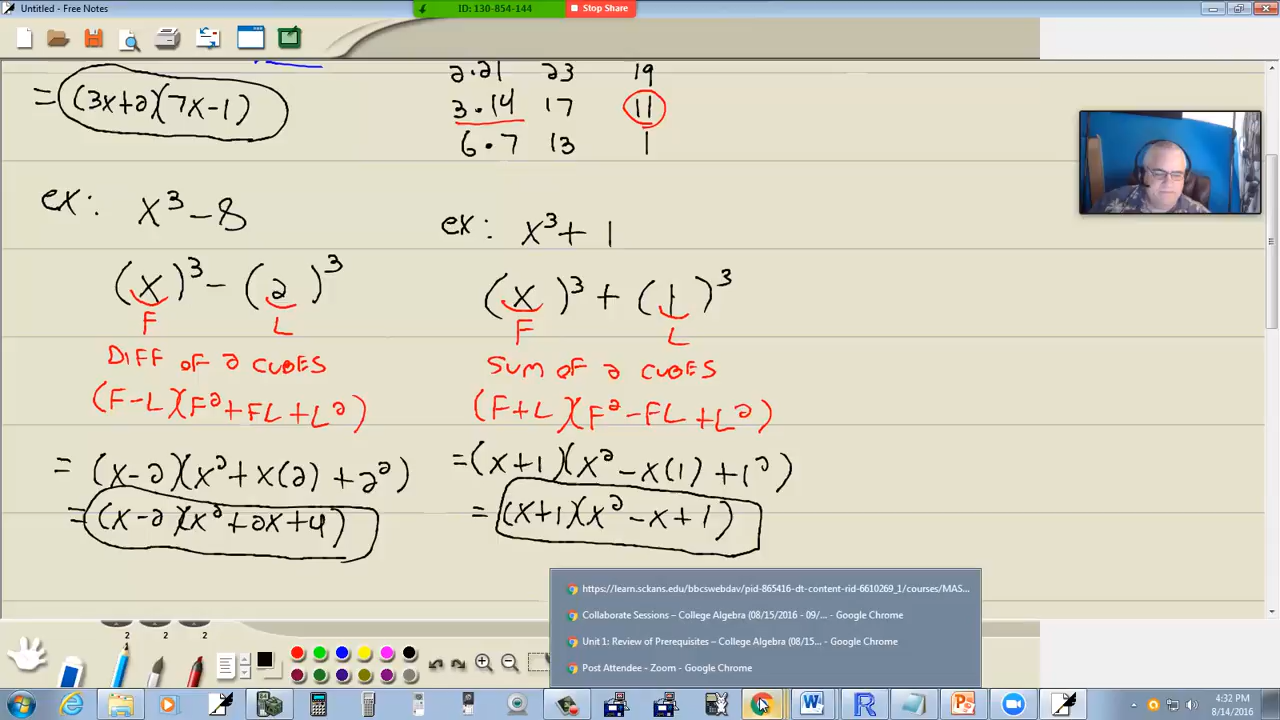 Untitled - Free Notes
ID: 130-854-144
Stop Share
= (3x+2)(7x-1)
2·21 23 19
3·14 17 11
6·7 13 1
ex: x³-8
(x)³-(2)³
F L
DIFF OF 2 CUBES
(F-L)(F²+FL+L²)
= (x-2)(x²+x(2)+2²)
= (x-2)(x²+2x+4)
ex: x³+1
(x)³+(1)³
F L
SUM OF 2 CUBES
(F+L)(F²-FL+L²)
=(x+1)(x²-x(1)+1²)
= (x+1)(x²-x+1)
https://learn.sckans.edu/bbcswebdav/pid-865416-dt-content-rid-6610269_1/courses/MAS...
Collaborate Sessions – College Algebra (08/15/2016 - 09/... - Google Chrome
Unit 1: Review of Prerequisites – College Algebra (08/15... - Google Chrome
Post Attendee - Zoom - Google Chrome
2 2 2
4:32 PM
8/14/2016